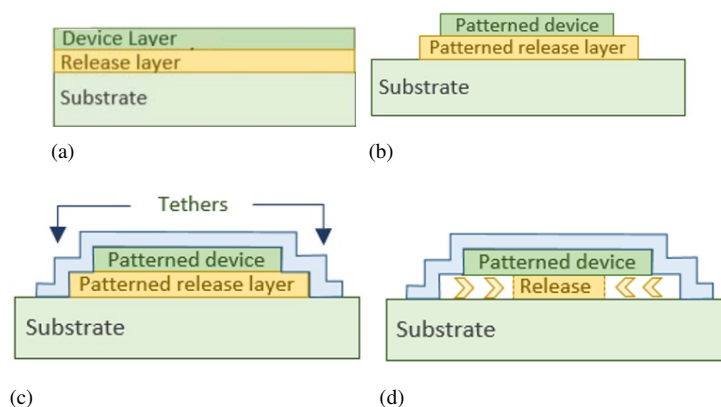 Device Layer
Release layer
Substrate
(a)
Patterned device
Patterned release layer
Substrate
(b)
Tethers
Patterned device
Patterned release layer
Substrate
(c)
Patterned device
Release
Substrate
(d)